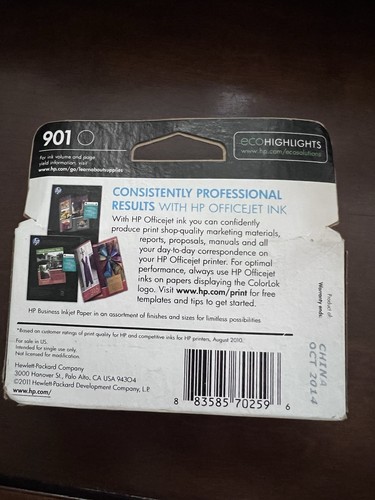 901
For ink volume and page
yield information, visit
www.hp.com/go/learnaboutsupplies
ecoHIGHLIGHTS
www.hp.com/ecosolutions
CONSISTENTLY PROFESSIONAL
RESULTS WITH HP OFFICEJET INK
With HP Officejet ink you can confidently
produce print shop-quality marketing materials,
reports, proposals, manuals and all
your day-to-day correspondence on
your HP Officejet printer. For optimal
performance, always use HP Officejet
inks on papers displaying the ColorLok
logo. Visit www.hp.com/print for free
templates and tips to get started.
HP Business Inkjet Paper in an assortment of finishes and sizes for limitless possibilities
*Based on customer ratings of print quality for HP and competitive inks for HP printers, August 2010.
For sale in US.
Intended for single use only.
Not licensed for modification.
Hewlett-Packard Company
3000 Hanover St., Palo Alto, CA USA 94304
©2011 Hewlett-Packard Development Company, L.P.
www.hp.com/
8 83585 70259 6
Product of:
Warranty ends:
CHINA
OCT 2014